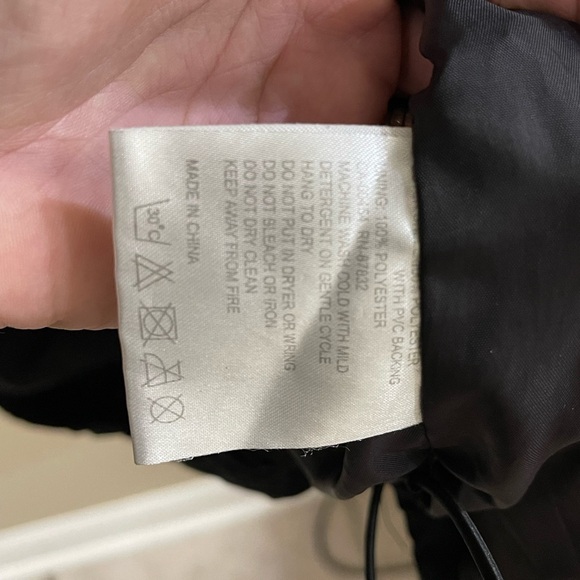 POLYESTER
WITH PVC BACKING
LINING: 100% POLYESTER
MACHINE WASH COLD WITH MILD
DETERGENT ON GENTLE CYCLE
HANG TO DRY
DO NOT PUT IN DRYER OR WRING
DO NOT BLEACH OR IRON
DO NOT DRY CLEAN
KEEP AWAY FROM FIRE
MADE IN CHINA
30°c